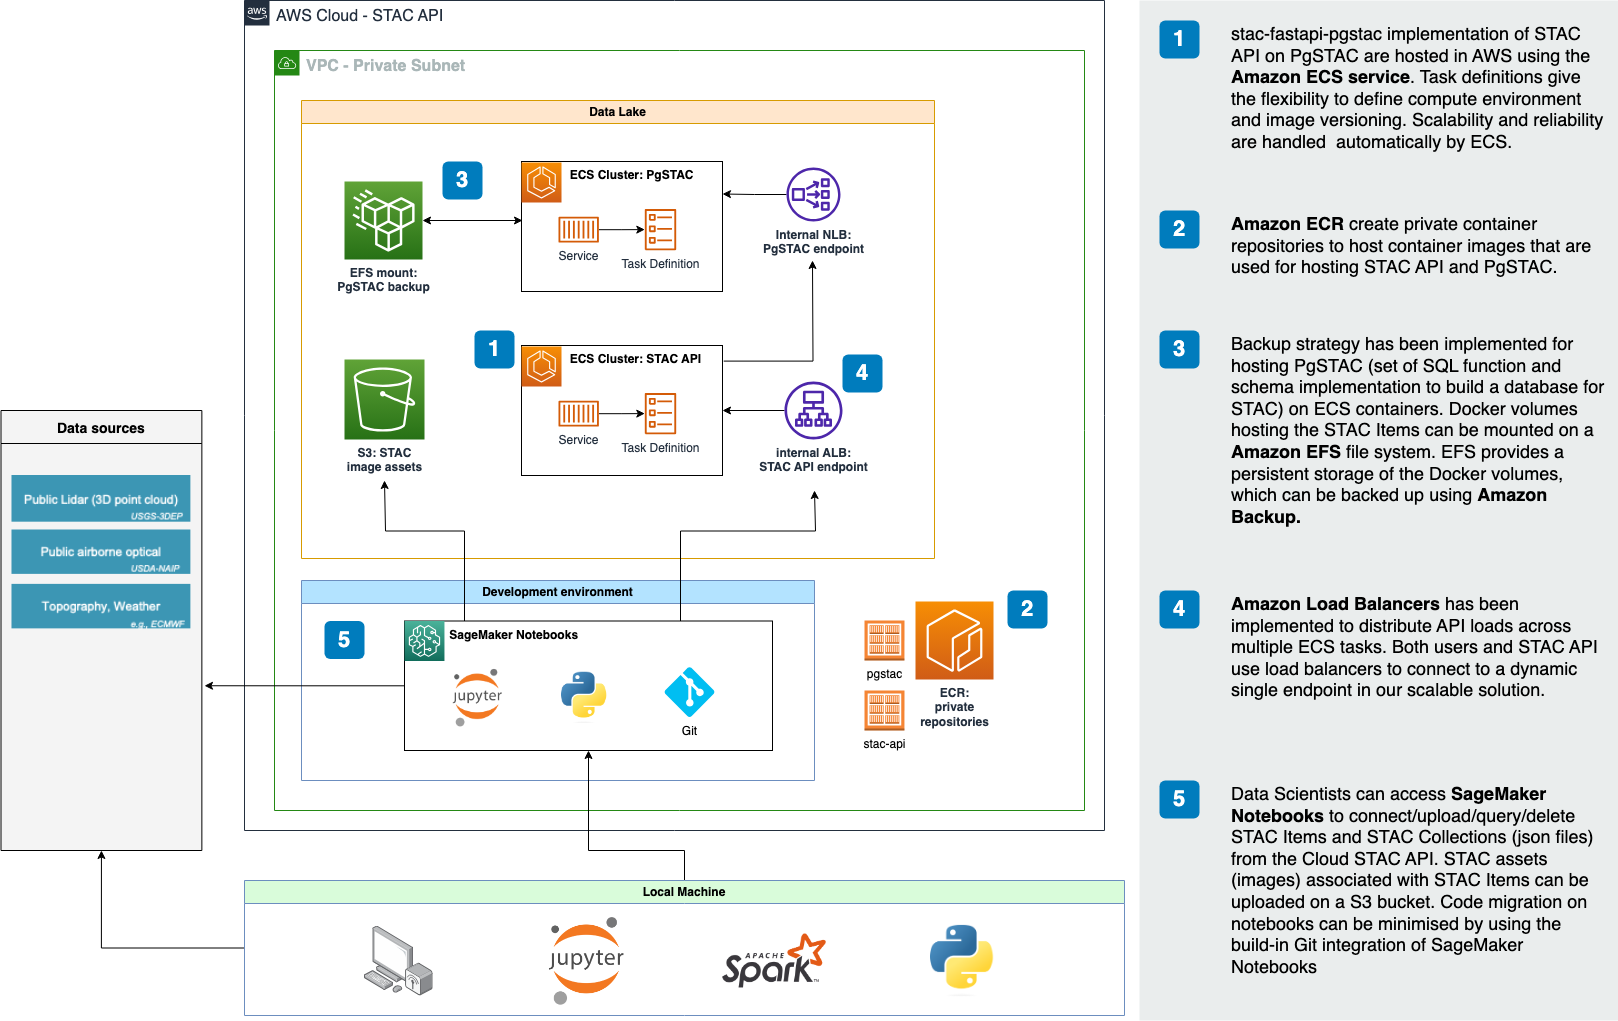 aws
AWS Cloud - STAC API
VPC - Private Subnet
Data Lake
3
ECS Cluster: PgSTAC
Service
Task Definition
Internal NLB:
PgSTAC endpoint
EFS mount:
PgSTAC backup
1
ECS Cluster: STAC API
Service
Task Definition
4
internal ALB:
STAC API endpoint
S3: STAC
image assets
Data sources
Public Lidar (3D point cloud)
USGS-3DEP
Public airborne optical
USDA-NAIP
Topography, Weather
e.g., ECMWF
Development environment
5
SageMaker Notebooks
jupyter
Git
2
pgstac
stac-api
ECR:
private
repositories
Local Machine
jupyter
APACHE
Spark™
1
stac-fastapi-pgstac implementation of STAC
API on PgSTAC are hosted in AWS using the
Amazon ECS service. Task definitions give
the flexibility to define compute environment
and image versioning. Scalability and reliability
are handled  automatically by ECS.
2
Amazon ECR create private container
repositories to host container images that are
used for hosting STAC API and PgSTAC.
3
Backup strategy has been implemented for
hosting PgSTAC (set of SQL function and
schema implementation to build a database for
STAC) on ECS containers. Docker volumes
hosting the STAC Items can be mounted on a
Amazon EFS file system. EFS provides a
persistent storage of the Docker volumes,
which can be backed up using Amazon
Backup.
4
Amazon Load Balancers has been
implemented to distribute API loads across
multiple ECS tasks. Both users and STAC API
use load balancers to connect to a dynamic
single endpoint in our scalable solution.
5
Data Scientists can access SageMaker
Notebooks to connect/upload/query/delete
STAC Items and STAC Collections (json files)
from the Cloud STAC API. STAC assets
(images) associated with STAC Items can be
uploaded on a S3 bucket. Code migration on
notebooks can be minimised by using the
build-in Git integration of SageMaker
Notebooks